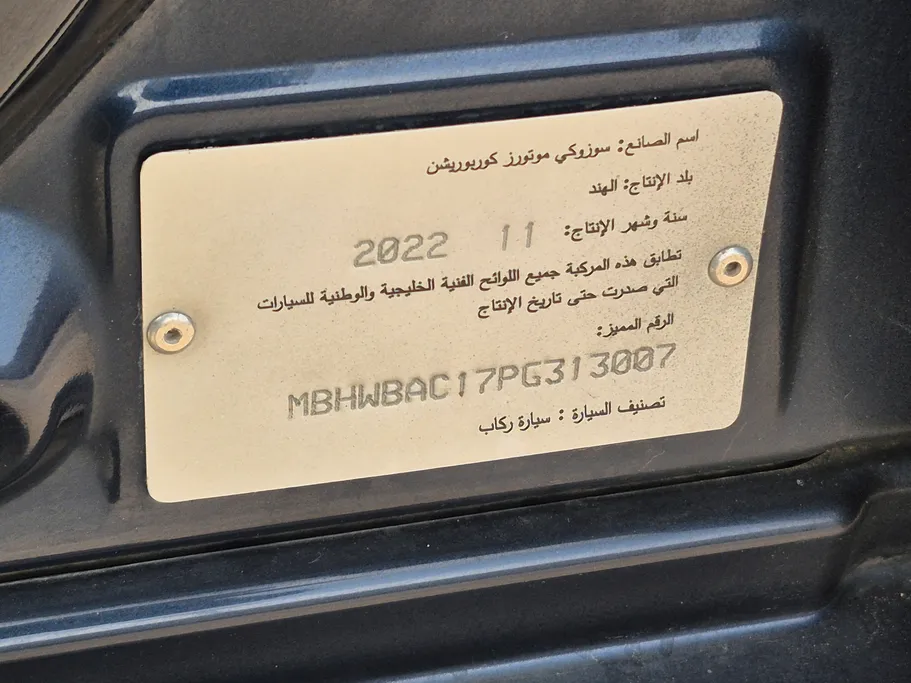 اسم الصانع: سوزوكي موتورز كوربوريشن
بلد الإنتاج: الهند
سنة وشهر الإنتاج: 11 2022
تطابق هذه المركبة جميع اللوائح الفنية الخليجية والوطنية للسيارات
التي صدرت حتى تاريخ الإنتاج
الرقم المميز:
MBHWBAC17PG313007
تصنيف السيارة : سيارة ركاب